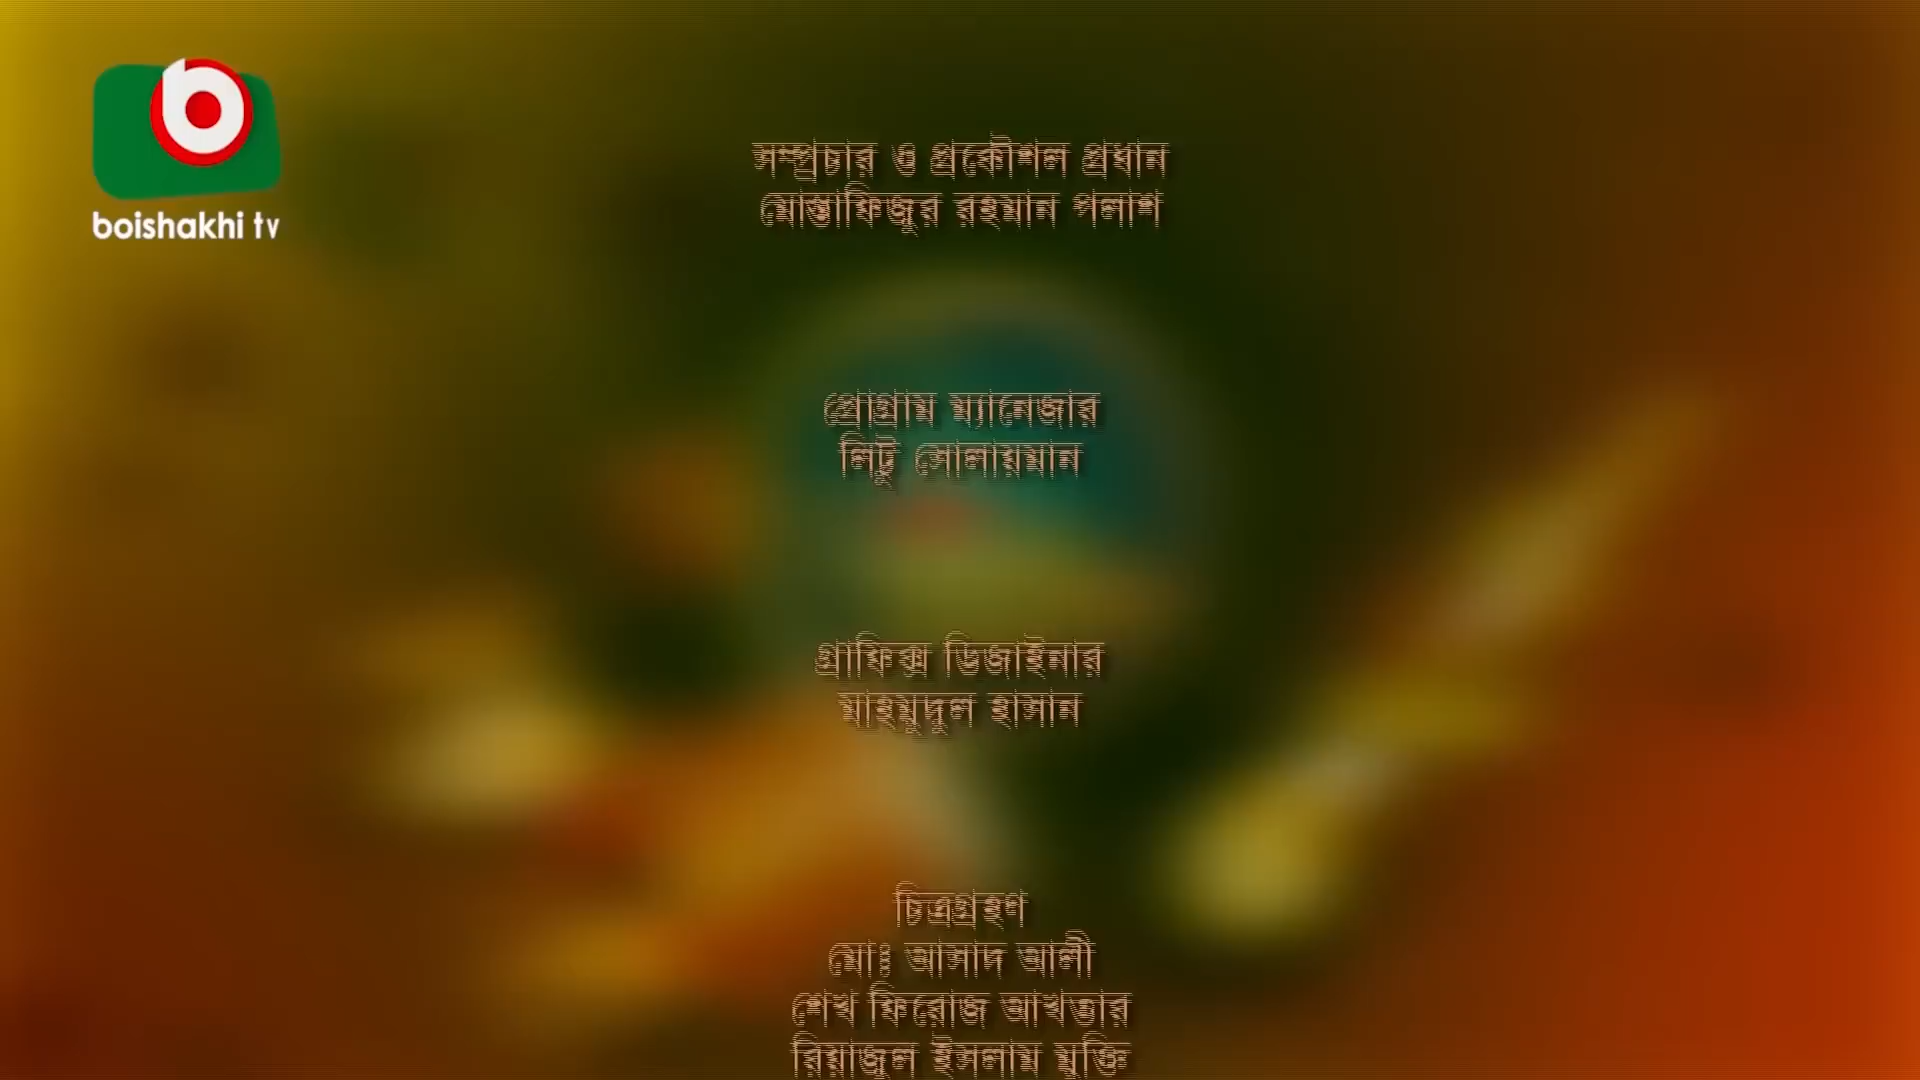 boishakhi tv
সম্প্রচার ও প্রকৌশল প্রধান
মোস্তাফিজুর রহমান পলাশ
প্রোগ্রাম ম্যানেজার
লিটু সোলায়মান
গ্রাফিক্স ডিজাইনার
মাহমুদুল হাসান
চিত্রগ্রহণ
মোঃ আসাদ আলী
শেখ ফিরোজ আখতার
রিয়াজুল ইসলাম মুক্তি